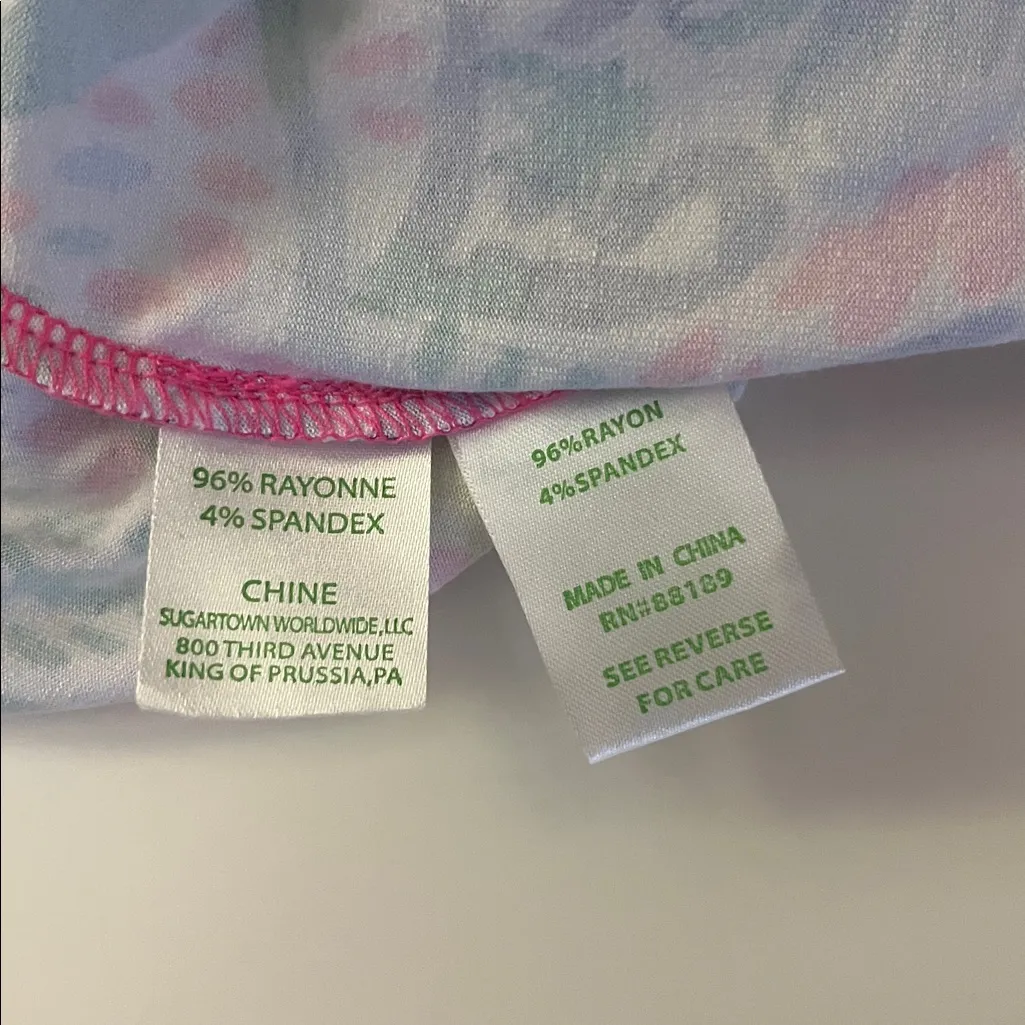 96% RAYONNE
4% SPANDEX
CHINE
SUGARTOWN WORLDWIDE,LLC
800 THIRD AVENUE
KING OF PRUSSIA,PA
96%RAYON
4%SPANDEX
MADE IN CHINA
RN#88189
SEE REVERSE
FOR CARE